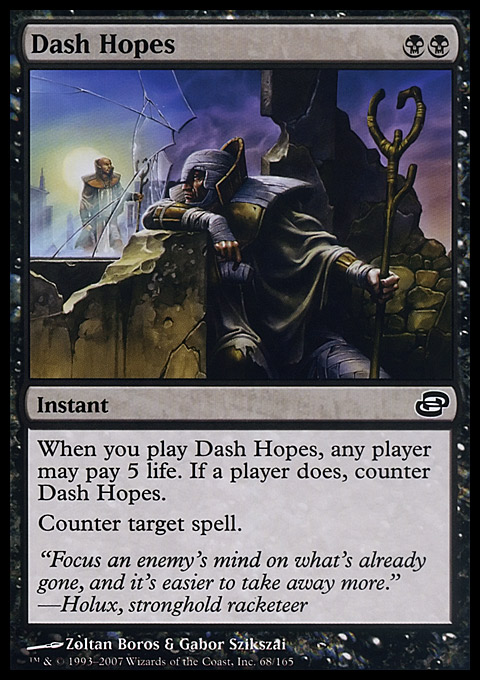 Dash Hopes
Instant
When you play Dash Hopes, any player
may pay 5 life. If a player does, counter
Dash Hopes.
Counter target spell.
“Focus an enemy’s mind on what’s already
gone, and it’s easier to take away more.”
—Holux, stronghold racketeer
Zoltan Boros & Gabor Szikszai
™ & © 1993–2007 Wizards of the Coast, Inc. 68/165